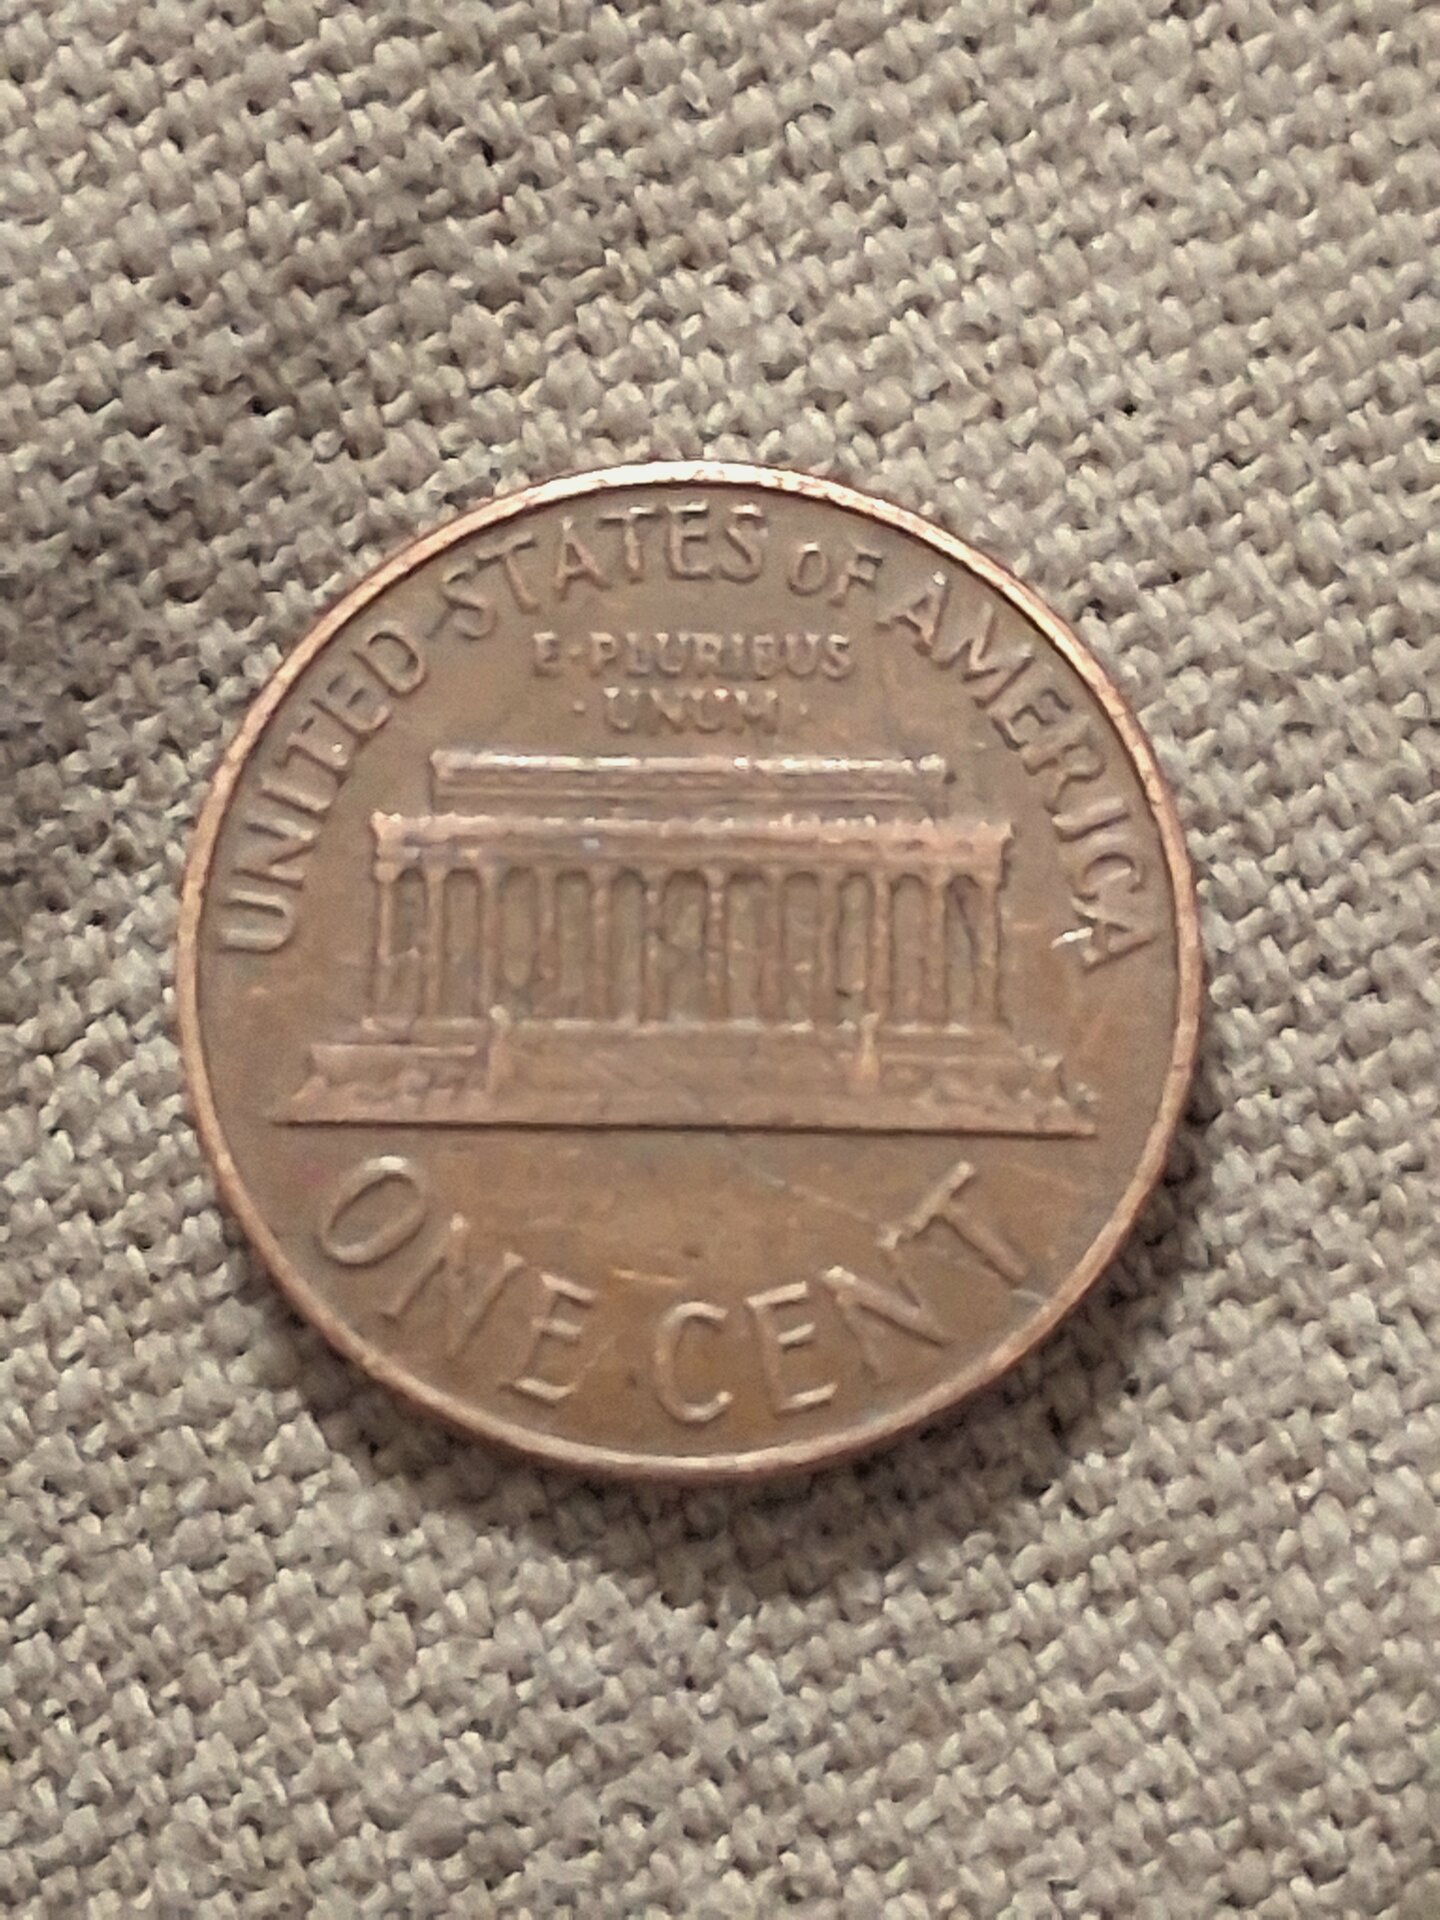 UNITED STATES OF AMERICA
E·PLURIBUS
·UNUM·
ONE CENT